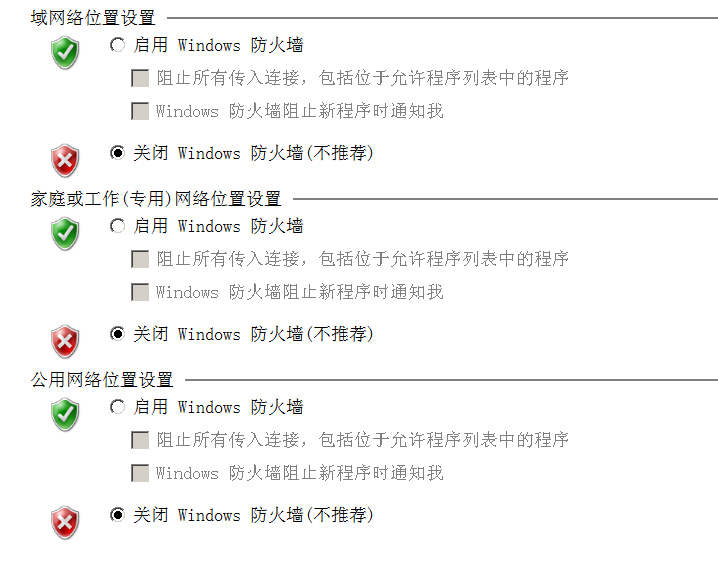 域网络位置设置
启用 Windows 防火墙
阻止所有传入连接，包括位于允许程序列表中的程序
Windows 防火墙阻止新程序时通知我
关闭 Windows 防火墙(不推荐)
家庭或工作(专用)网络位置设置
启用 Windows 防火墙
阻止所有传入连接，包括位于允许程序列表中的程序
Windows 防火墙阻止新程序时通知我
关闭 Windows 防火墙(不推荐)
公用网络位置设置
启用 Windows 防火墙
阻止所有传入连接，包括位于允许程序列表中的程序
Windows 防火墙阻止新程序时通知我
关闭 Windows 防火墙(不推荐)